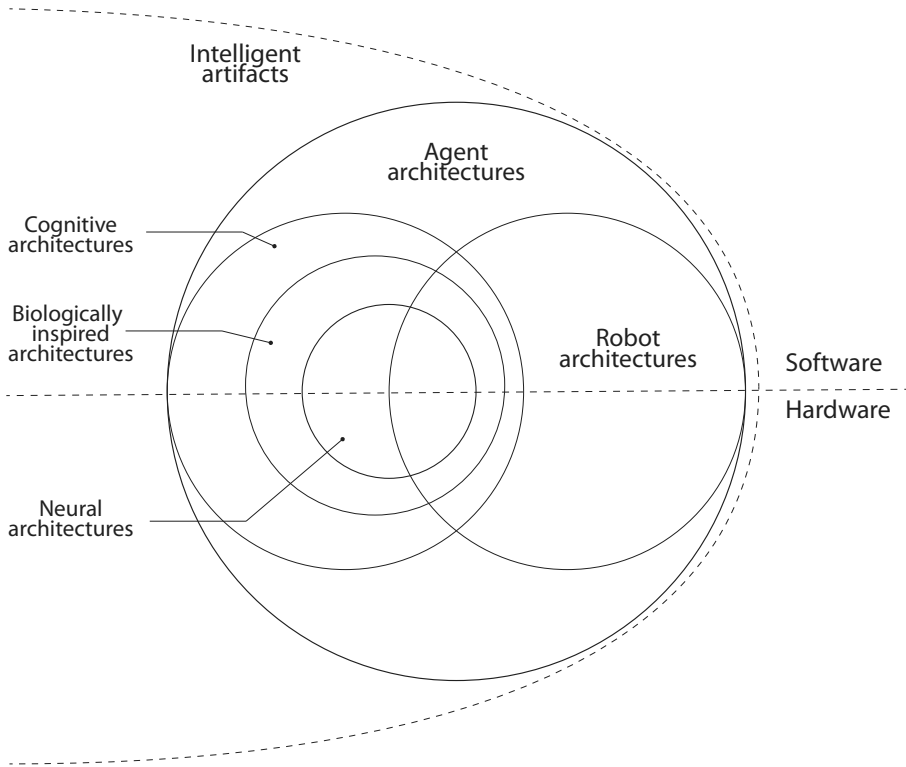 Intelligent
artifacts
Agent
architectures
Cognitive
architectures
Biologically
inspired
architectures
Robot
architectures
Software
Hardware
Neural
architectures